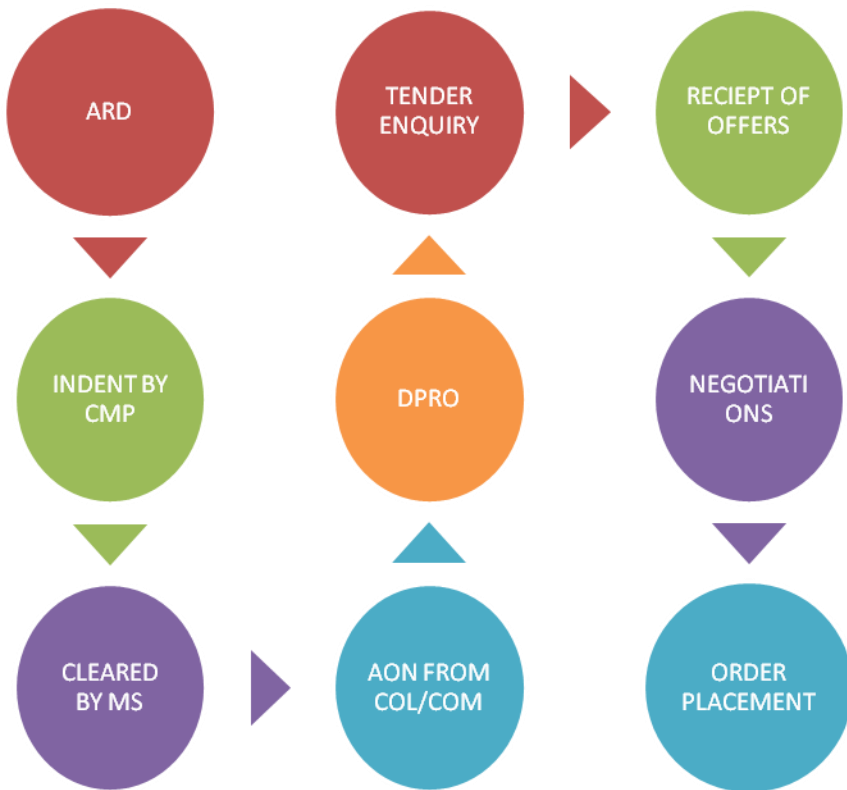 ARD
INDENT BY
CMP
CLEARED
BY MS
AON FROM
COL/COM
DPRO
TENDER
ENQUIRY
RECIEPT OF
OFFERS
NEGOTIATI
ONS
ORDER
PLACEMENT